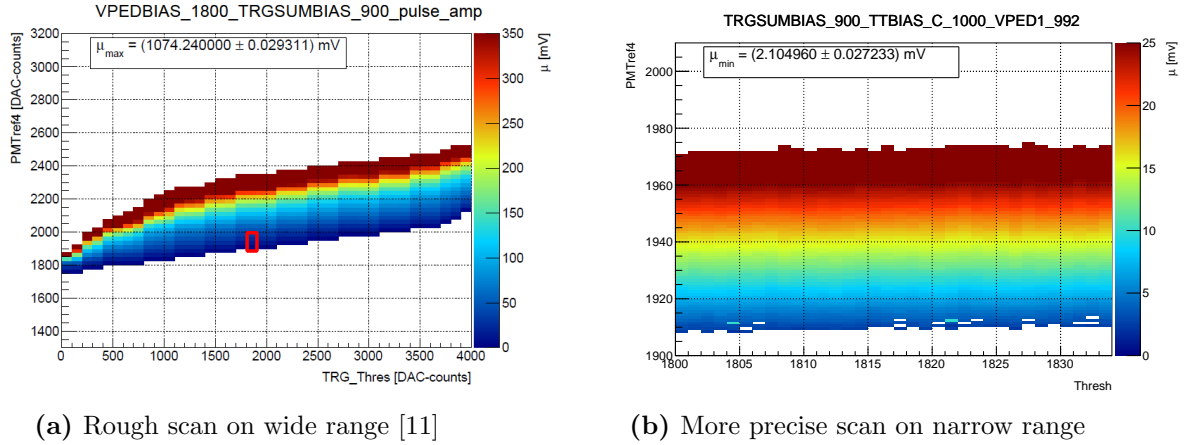 VPEDBIAS_1800_TRGSUMBIAS_900_pulse_amp
μmax = (1074.240000 ± 0.029311) mV
PMTref4 [DAC-counts]
3200
3000
2800
2600
2400
2200
2000
1800
1600
1400
0 500 1000 1500 2000 2500 3000 3500 4000
TRG_Thres [DAC-counts]
350
300
250
200
150
100
50
0
μ [mV]
(a) Rough scan on wide range [11]
TRGSUMBIAS_900_TTBIAS_C_1000_VPED1_992
μmin = (2.104960 ± 0.027233) mV
PMTref4
2000
1980
1960
1940
1920
1900
1800 1805 1810 1815 1820 1825 1830
Thresh
25
20
15
10
5
0
μ [mV]
(b) More precise scan on narrow range